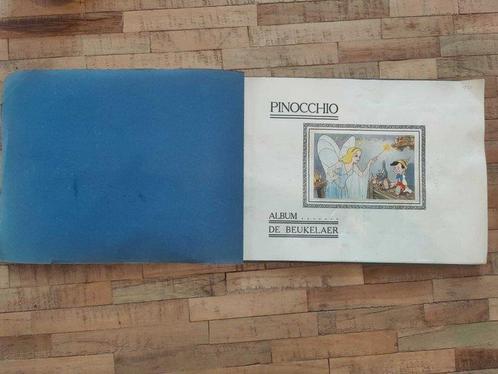 PINOCCHIO
ALBUM.......
DE BEUKELAER